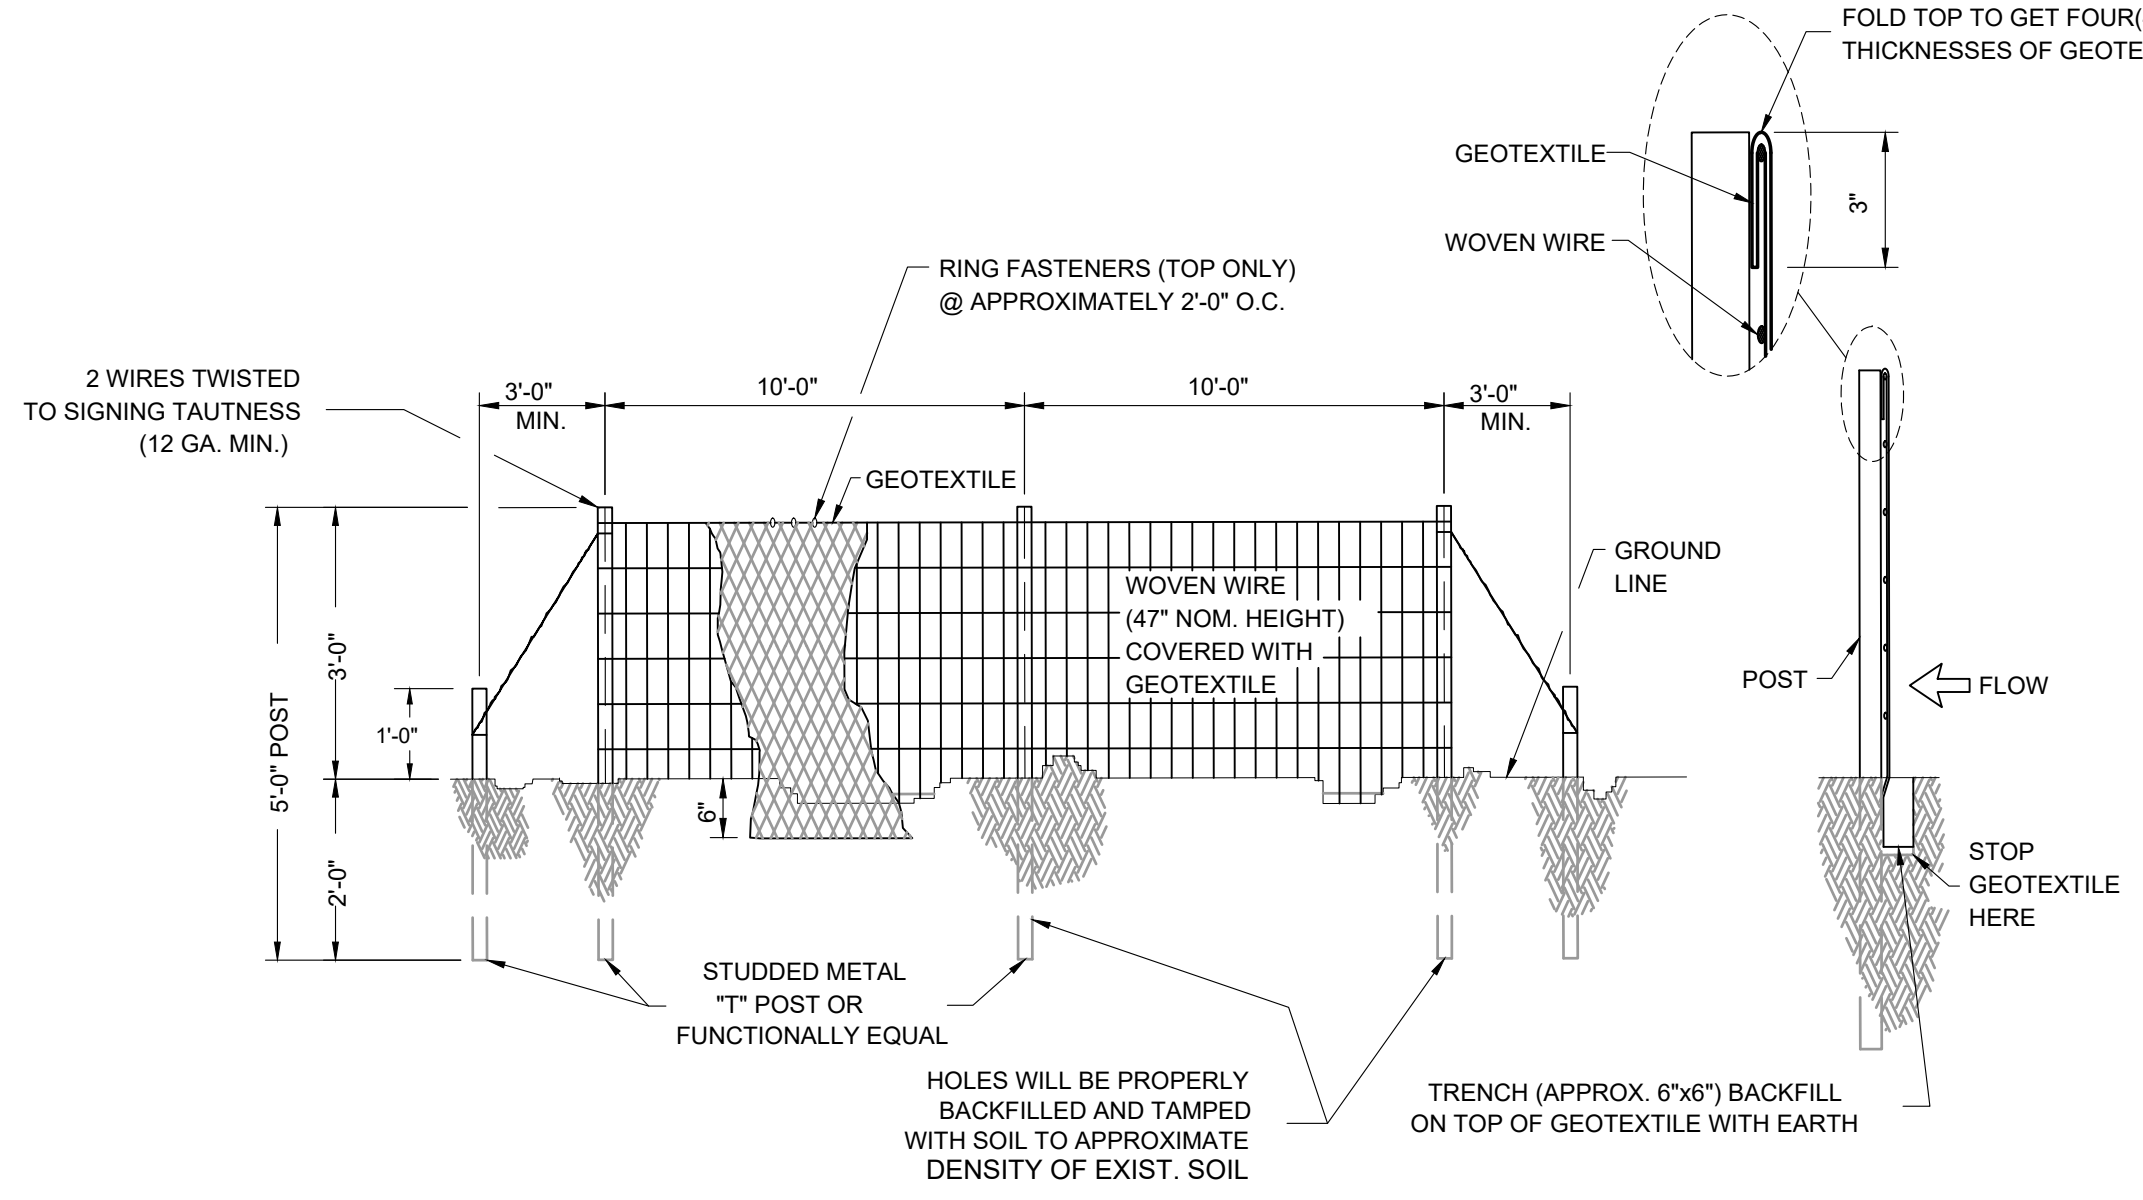 FOLD TOP TO GET FOUR(
THICKNESSES OF GEOTE
GEOTEXTILE
3"
WOVEN WIRE
RING FASTENERS (TOP ONLY)
@ APPROXIMATELY 2'-0" O.C.
2 WIRES TWISTED
TO SIGNING TAUTNESS
(12 GA. MIN.)
3'-0"
MIN.
10'-0"
10'-0"
3'-0"
MIN.
GEOTEXTILE
GROUND
LINE
WOVEN WIRE
(47" NOM. HEIGHT)
COVERED WITH
GEOTEXTILE
5'-0" POST
3'-0"
1'-0"
2'-0"
6"
POST
FLOW
STOP
GEOTEXTILE
HERE
STUDDED METAL
"T" POST OR
FUNCTIONALLY EQUAL
HOLES WILL BE PROPERLY
BACKFILLED AND TAMPED
WITH SOIL TO APPROXIMATE
DENSITY OF EXIST. SOIL
TRENCH (APPROX. 6"x6") BACKFILL
ON TOP OF GEOTEXTILE WITH EARTH